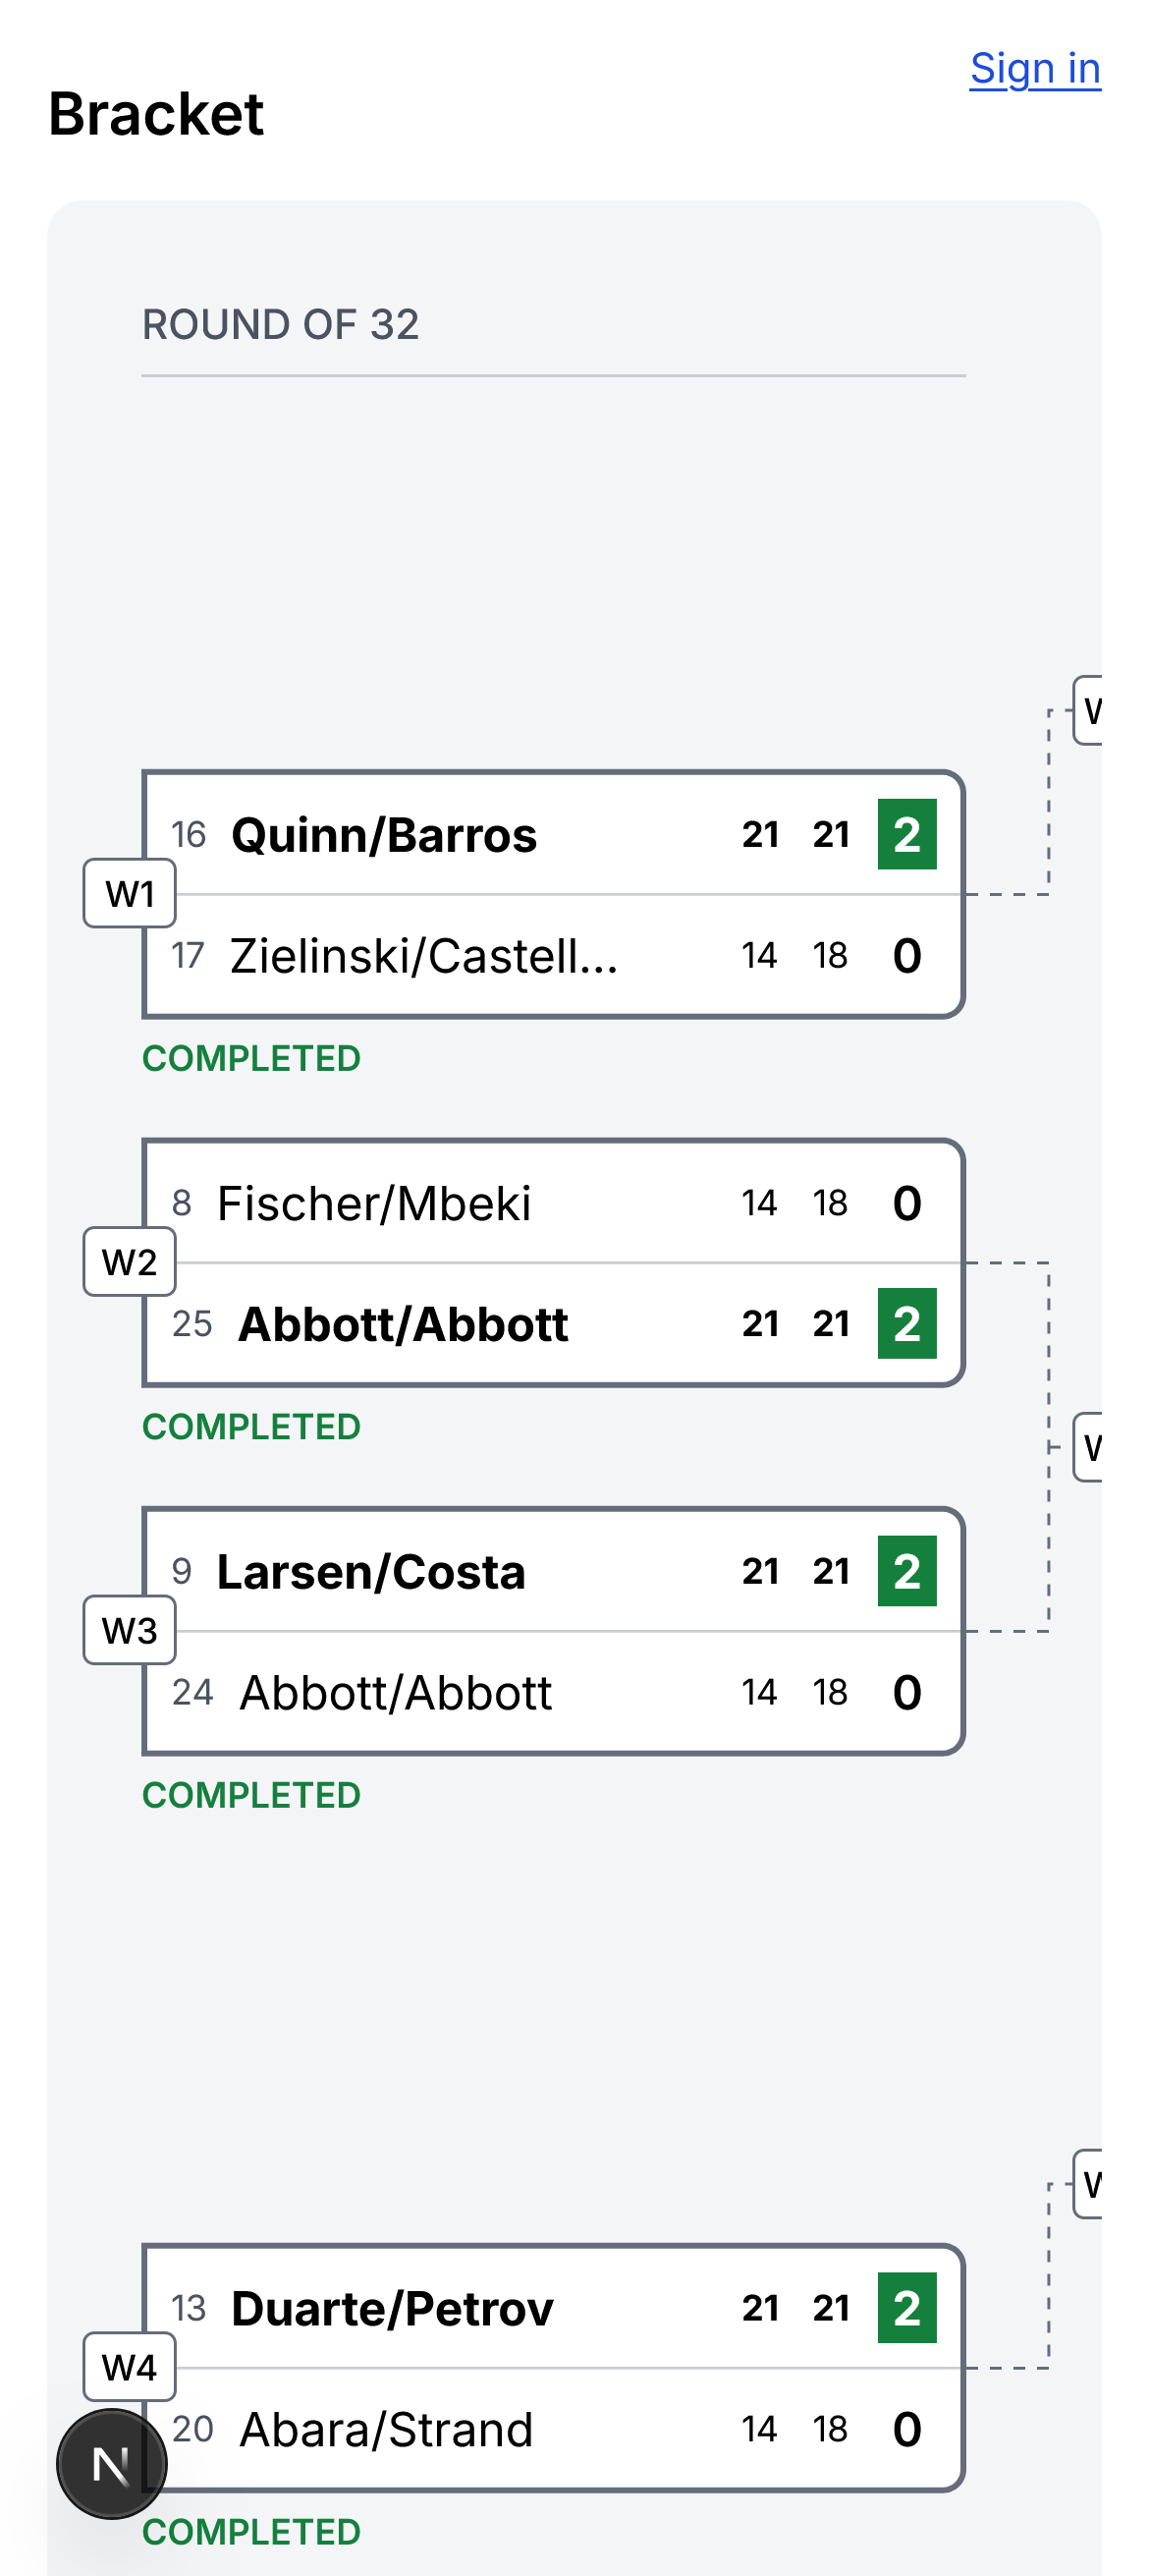 Sign in
Bracket
ROUND OF 32
W
16 Quinn/Barros 21 21 2
W1
17 Zielinski/Castell... 14 18 0
COMPLETED
8 Fischer/Mbeki 14 18 0
W2
25 Abbott/Abbott 21 21 2
COMPLETED
W
9 Larsen/Costa 21 21 2
W3
24 Abbott/Abbott 14 18 0
COMPLETED
W
13 Duarte/Petrov 21 21 2
W4
20 Abara/Strand 14 18 0
N
COMPLETED